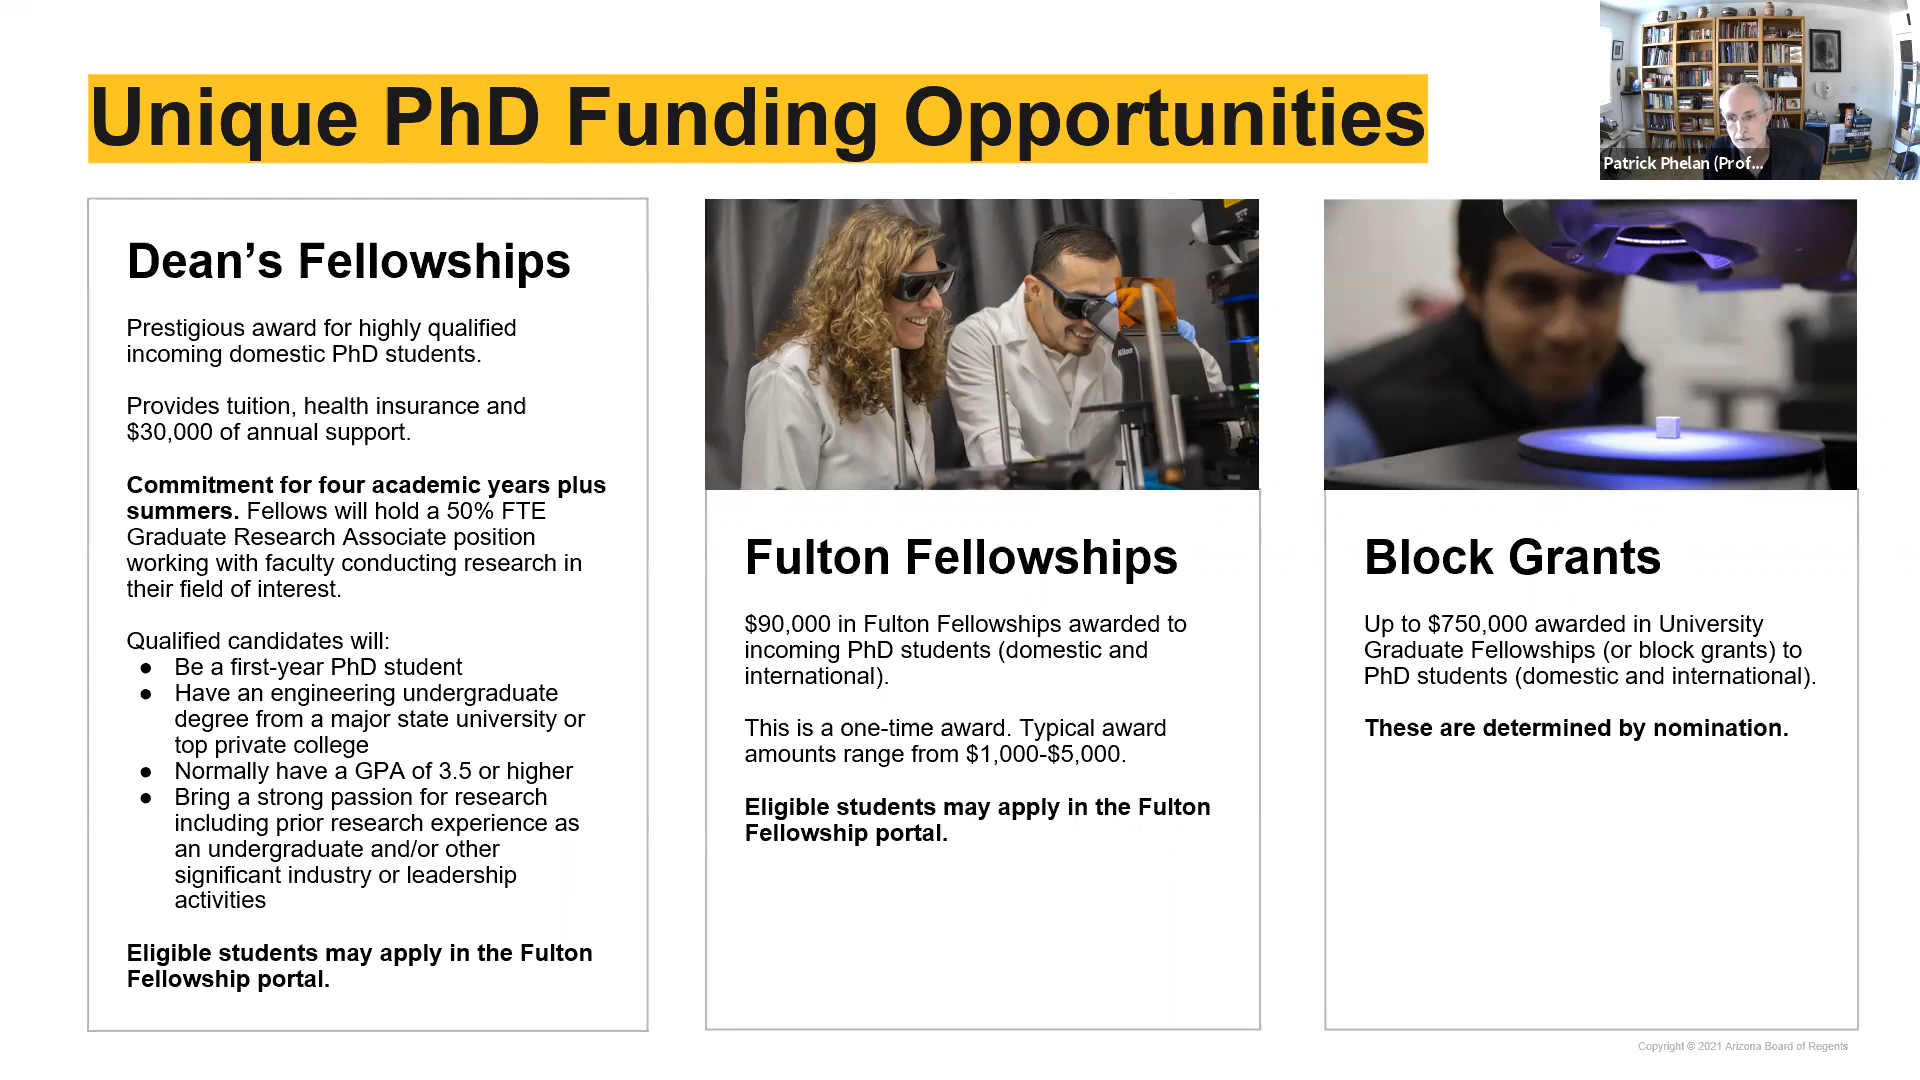 Unique PhD Funding Opportunities
Patrick Phelan (Prof...
Dean’s Fellowships
Prestigious award for highly qualified
incoming domestic PhD students.
Provides tuition, health insurance and
$30,000 of annual support.
Commitment for four academic years plus
summers. Fellows will hold a 50% FTE
Graduate Research Associate position
working with faculty conducting research in
their field of interest.
Qualified candidates will:
● Be a first-year PhD student
● Have an engineering undergraduate
degree from a major state university or
top private college
● Normally have a GPA of 3.5 or higher
● Bring a strong passion for research
including prior research experience as
an undergraduate and/or other
significant industry or leadership
activities
Eligible students may apply in the Fulton
Fellowship portal.
Nikon
Fulton Fellowships
$90,000 in Fulton Fellowships awarded to
incoming PhD students (domestic and
international).
This is a one-time award. Typical award
amounts range from $1,000-$5,000.
Eligible students may apply in the Fulton
Fellowship portal.
Block Grants
Up to $750,000 awarded in University
Graduate Fellowships (or block grants) to
PhD students (domestic and international).
These are determined by nomination.
Copyright © 2021 Arizona Board of Regents